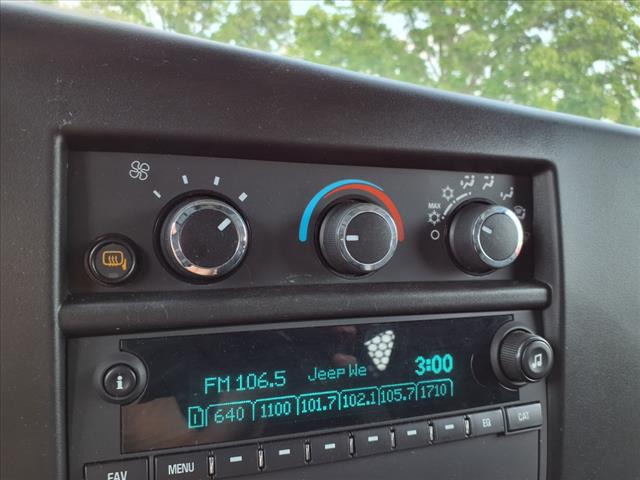 MAX
FM 106.5 Jeep We 3:00
1 640 1100 101.7 102.1 105.7 1710
i
FAV MENU EQ CAT